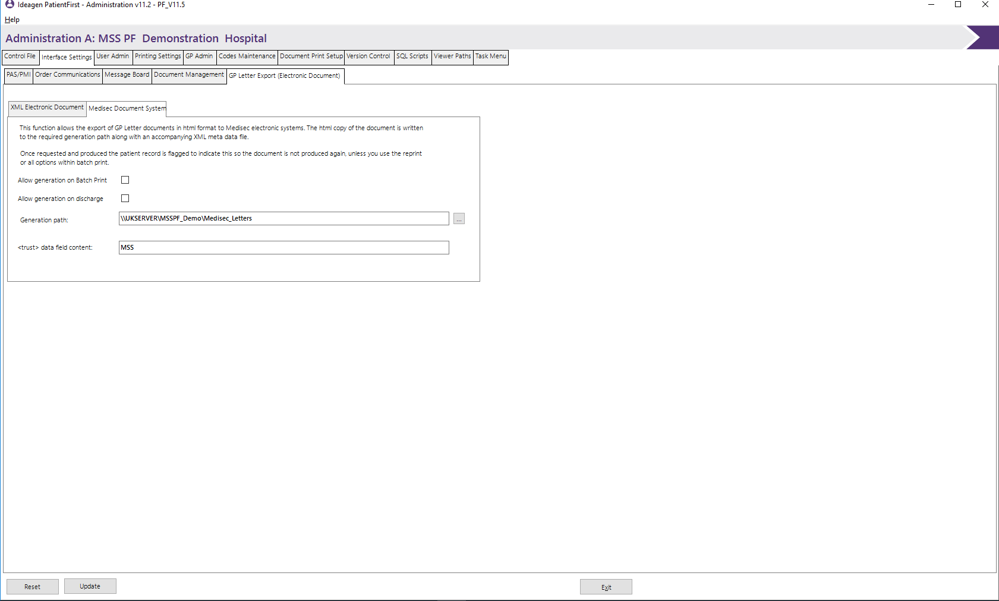 Ideagen PatientFirst - Administration v11.2 - PF_V11.5
Help
Administration A: MSS PF Demonstration Hospital
Control File Interface Settings User Admin Printing Settings GP Admin Codes Maintenance Document Print Setup Version Control SQL Scripts Viewer Paths Task Menu
PAS/PMI Order Communications Message Board Document Management GP Letter Export (Electronic Document)
XML Electronic Document Medisec Document System
This function allows the export of GP Letter documents in html format to Medisec electronic systems. The html copy of the document is written
to the required generation path along with an accompanying XML meta data file.
Once requested and produced the patient record is flagged to indicate this so the document is not produced again, unless you use the reprint
or all options within batch print.
Allow generation on Batch Print
Allow generation on discharge
Generation path: \\UKSERVER\MSSPF_Demo\Medisec_Letters ...
<trust> data field content: MSS
Reset Update Exit